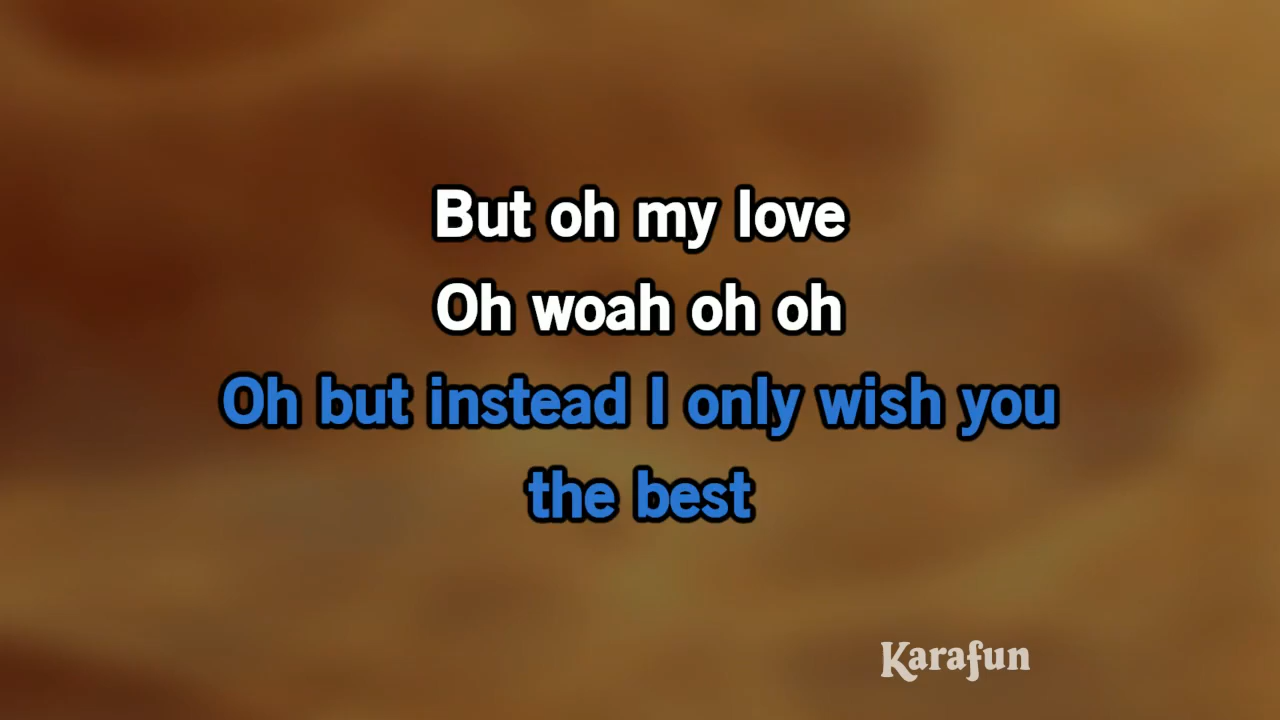 But oh my love
Oh woah oh oh
Oh but instead I only wish you
the best
Karafun